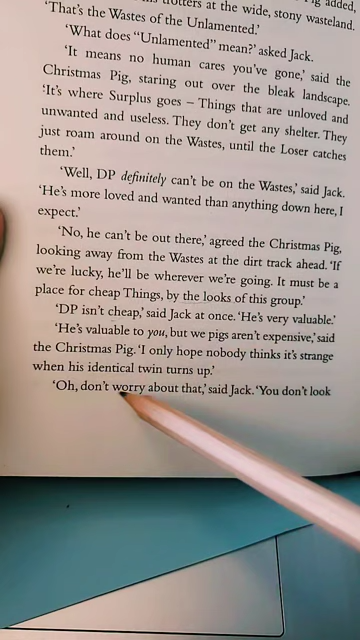 trotters at the wide, stony wasteland.
‘That’s the Wastes of the Unlamented.’
‘What does “Unlamented” mean?’ asked Jack.
‘It means no human cares you’ve gone,’ said the
Christmas Pig, staring out over the bleak landscape.
‘It’s where Surplus goes – Things that are unloved and
unwanted and useless. They don’t get any shelter. They
just roam around on the Wastes, until the Loser catches
them.’
‘Well, DP definitely can’t be on the Wastes,’ said Jack.
‘He’s more loved and wanted than anything down here, I
expect.’
‘No, he can’t be out there,’ agreed the Christmas Pig,
looking away from the Wastes at the dirt track ahead. ‘If
we’re lucky, he’ll be wherever we’re going. It must be a
place for cheap Things, by the looks of this group.’
‘DP isn’t cheap,’ said Jack at once. ‘He’s very valuable.’
‘He’s valuable to you, but we pigs aren’t expensive,’ said
the Christmas Pig. ‘I only hope nobody thinks it’s strange
when his identical twin turns up.’
‘Oh, don’t worry about that,’ said Jack. ‘You don’t look